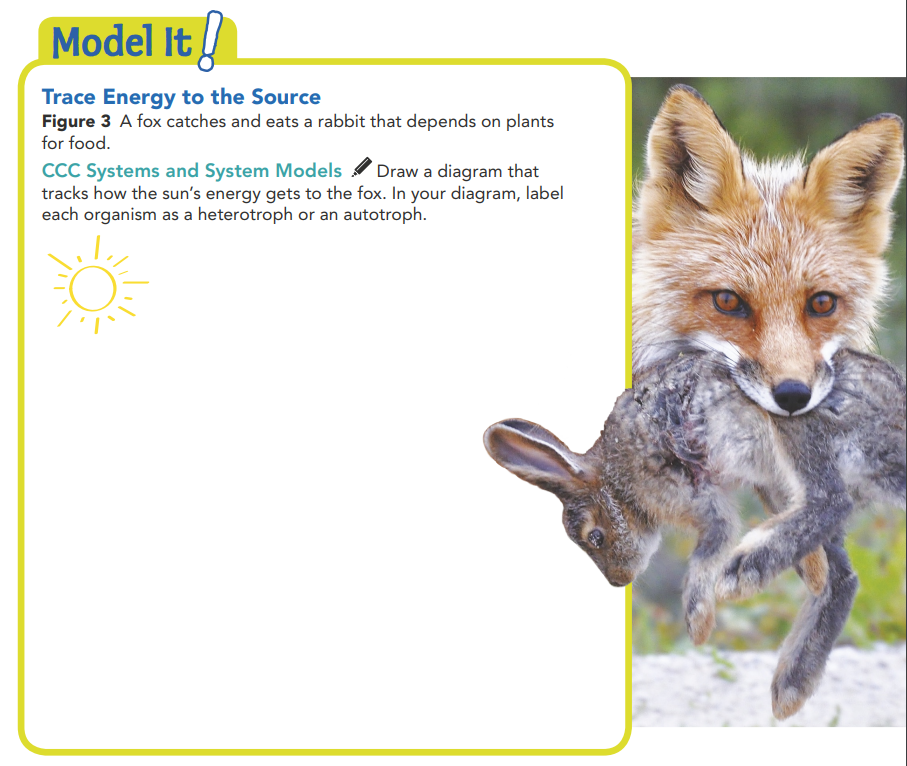 Model It!
Trace Energy to the Source
Figure 3 A fox catches and eats a rabbit that depends on plants
for food.
CCC Systems and System Models Draw a diagram that
tracks how the sun's energy gets to the fox. In your diagram, label
each organism as a heterotroph or an autotroph.